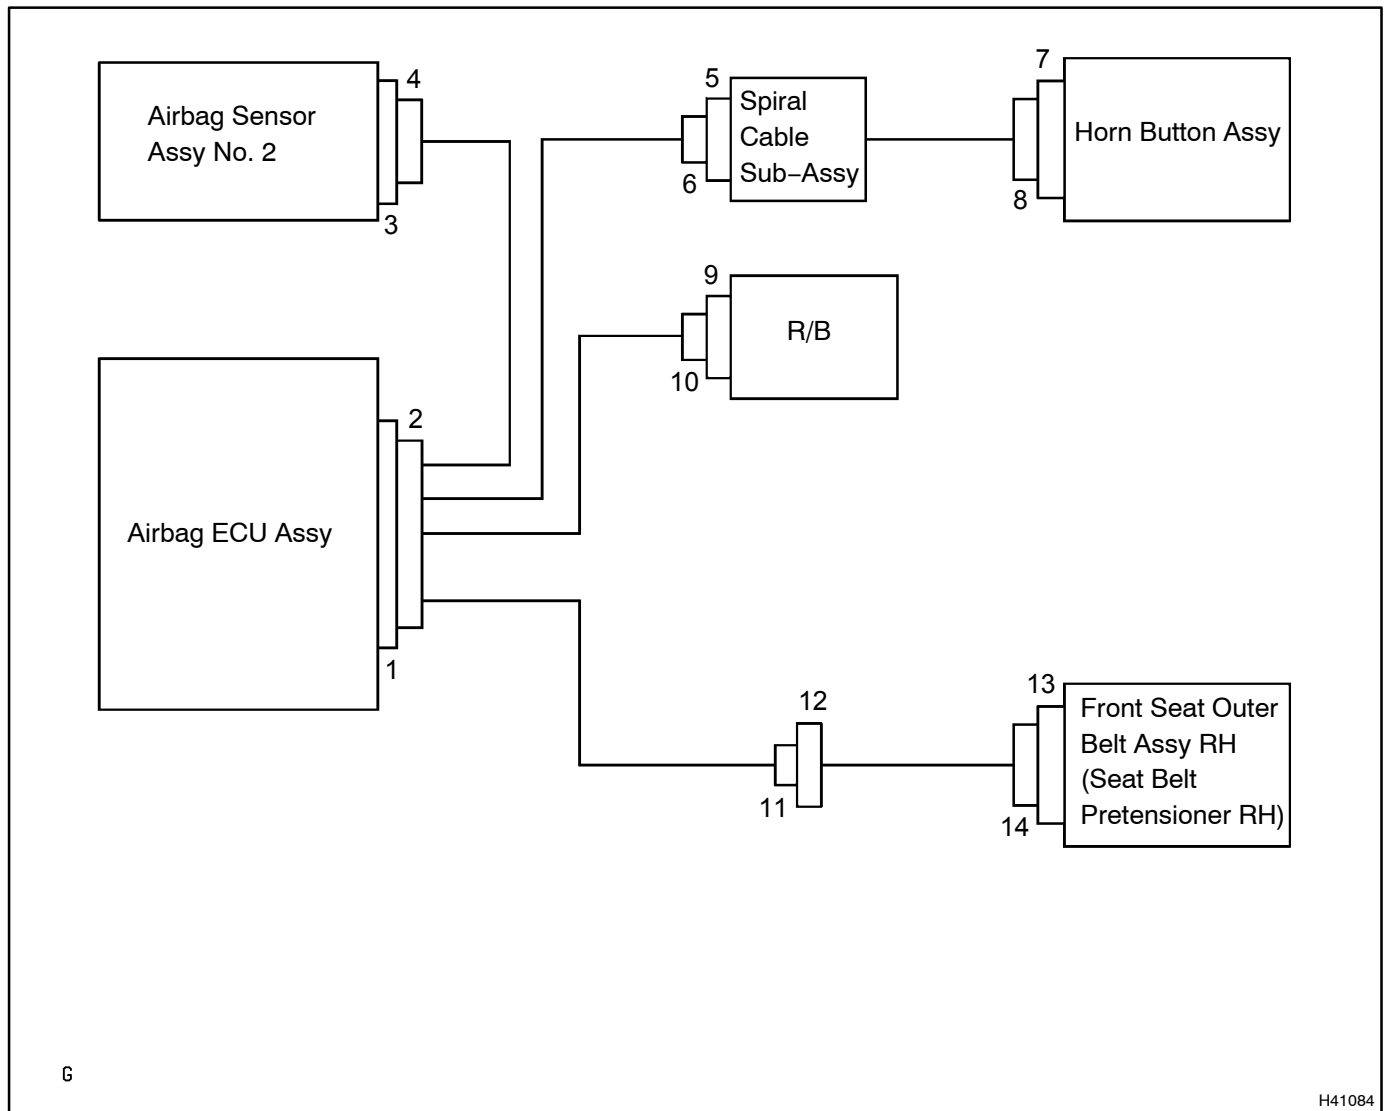 4
Airbag Sensor
Assy No. 2
3
5
Spiral
Cable
Sub−Assy
6
7
Horn Button Assy
8
9
R/B
10
2
Airbag ECU Assy
1
12
11
13
Front Seat Outer
Belt Assy RH
(Seat Belt
Pretensioner RH)
14
G
H41084